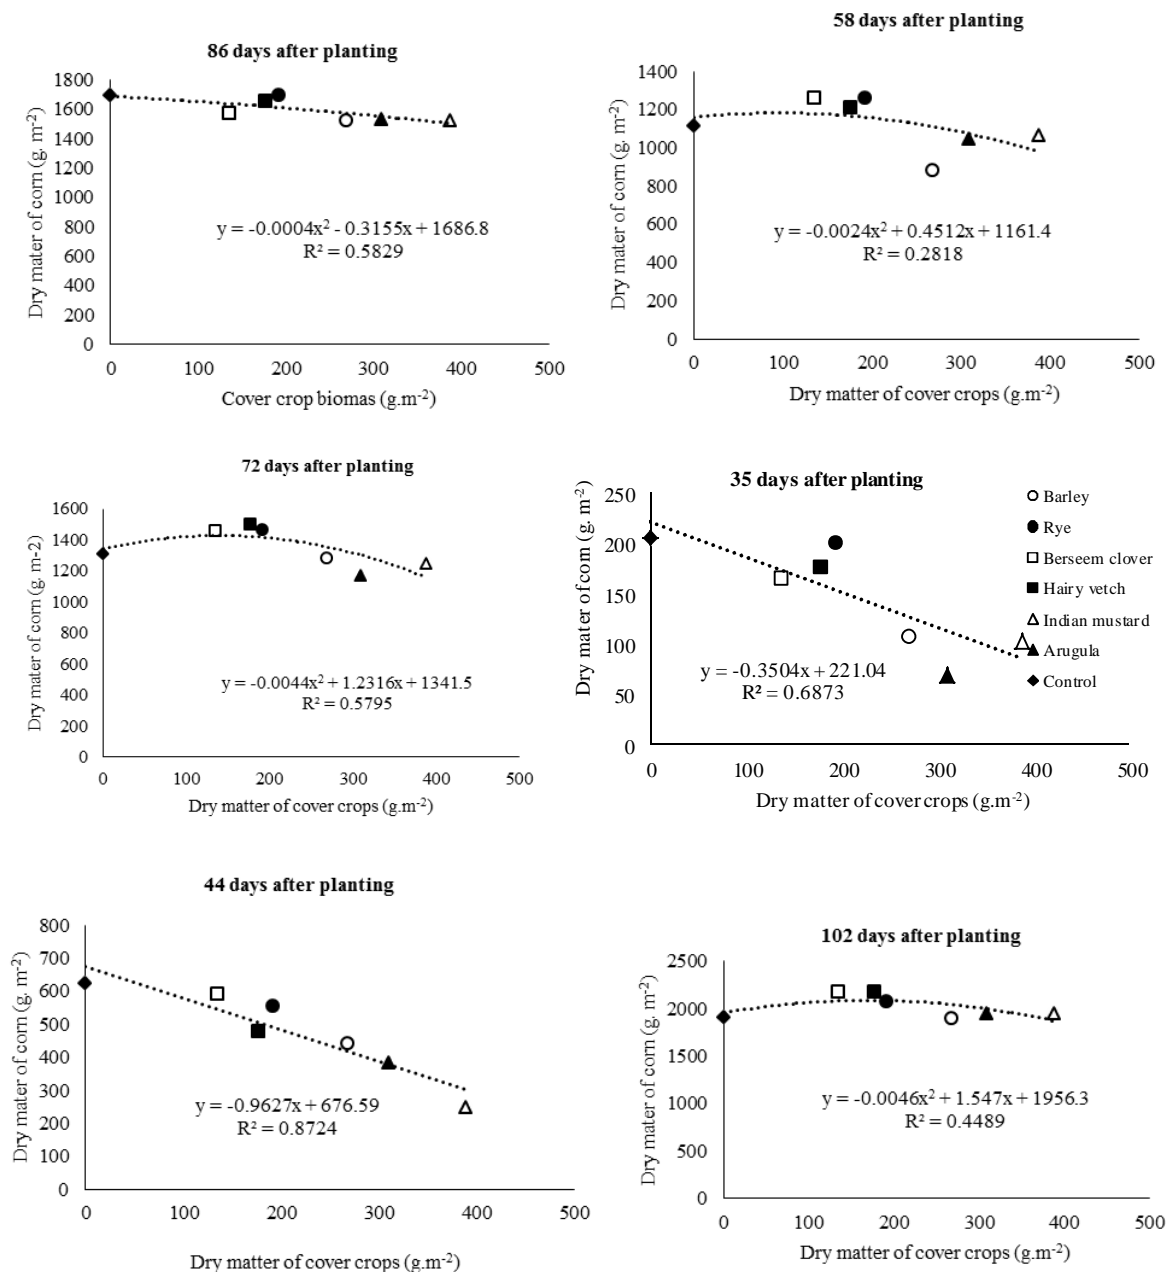 86 days after planting
1800
1600
1400
1200
1000
800
600
400
200
0
Dry mater of corn (g. m-2)
y = -0.0004x2 - 0.3155x + 1686.8
R² = 0.5829
0 100 200 300 400 500
Cover crop biomas (g.m-2)
58 days after planting
1400
1200
1000
800
600
400
200
0
Dry mater of corn (g. m-2)
y = -0.0024x2 + 0.4512x + 1161.4
R² = 0.2818
0 100 200 300 400 500
Dry matter of cover crops (g.m-2)
72 days after planting
1600
1400
1200
1000
800
600
400
200
0
Dry mater of corn (g. m-2)
y = -0.0044x2 + 1.2316x + 1341.5
R² = 0.5795
0 100 200 300 400 500
Dry matter of cover crops (g.m-2)
35 days after planting
250
200
150
100
50
0
Dry mater of corn (g. m-2)
y = -0.3504x + 221.04
R² = 0.6873
0 100 200 300 400 500
Dry matter of cover crops (g.m-2)
Barley
Rye
Berseem clover
Hairy vetch
Indian mustard
Arugula
Control
44 days after planting
800
700
600
500
400
300
200
100
0
Dry mater of corn (g. m-2)
y = -0.9627x + 676.59
R² = 0.8724
0 100 200 300 400 500
Dry matter of cover crops (g.m-2)
102 days after planting
2500
2000
1500
1000
500
0
Dry mater of corn (g. m-2)
y = -0.0046x2 + 1.547x + 1956.3
R² = 0.4489
0 100 200 300 400 500
Dry matter of cover crops (g.m-2)